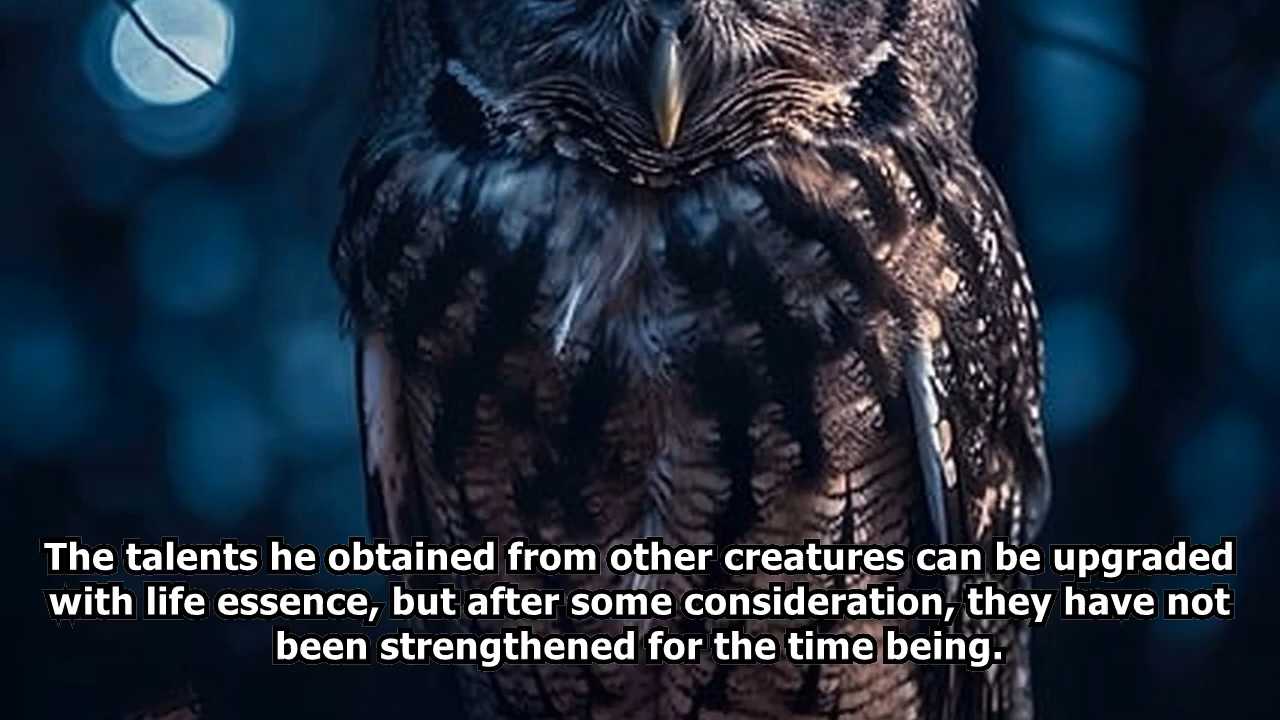 The talents he obtained from other creatures can be upgraded
with life essence, but after some consideration, they have not
been strengthened for the time being.